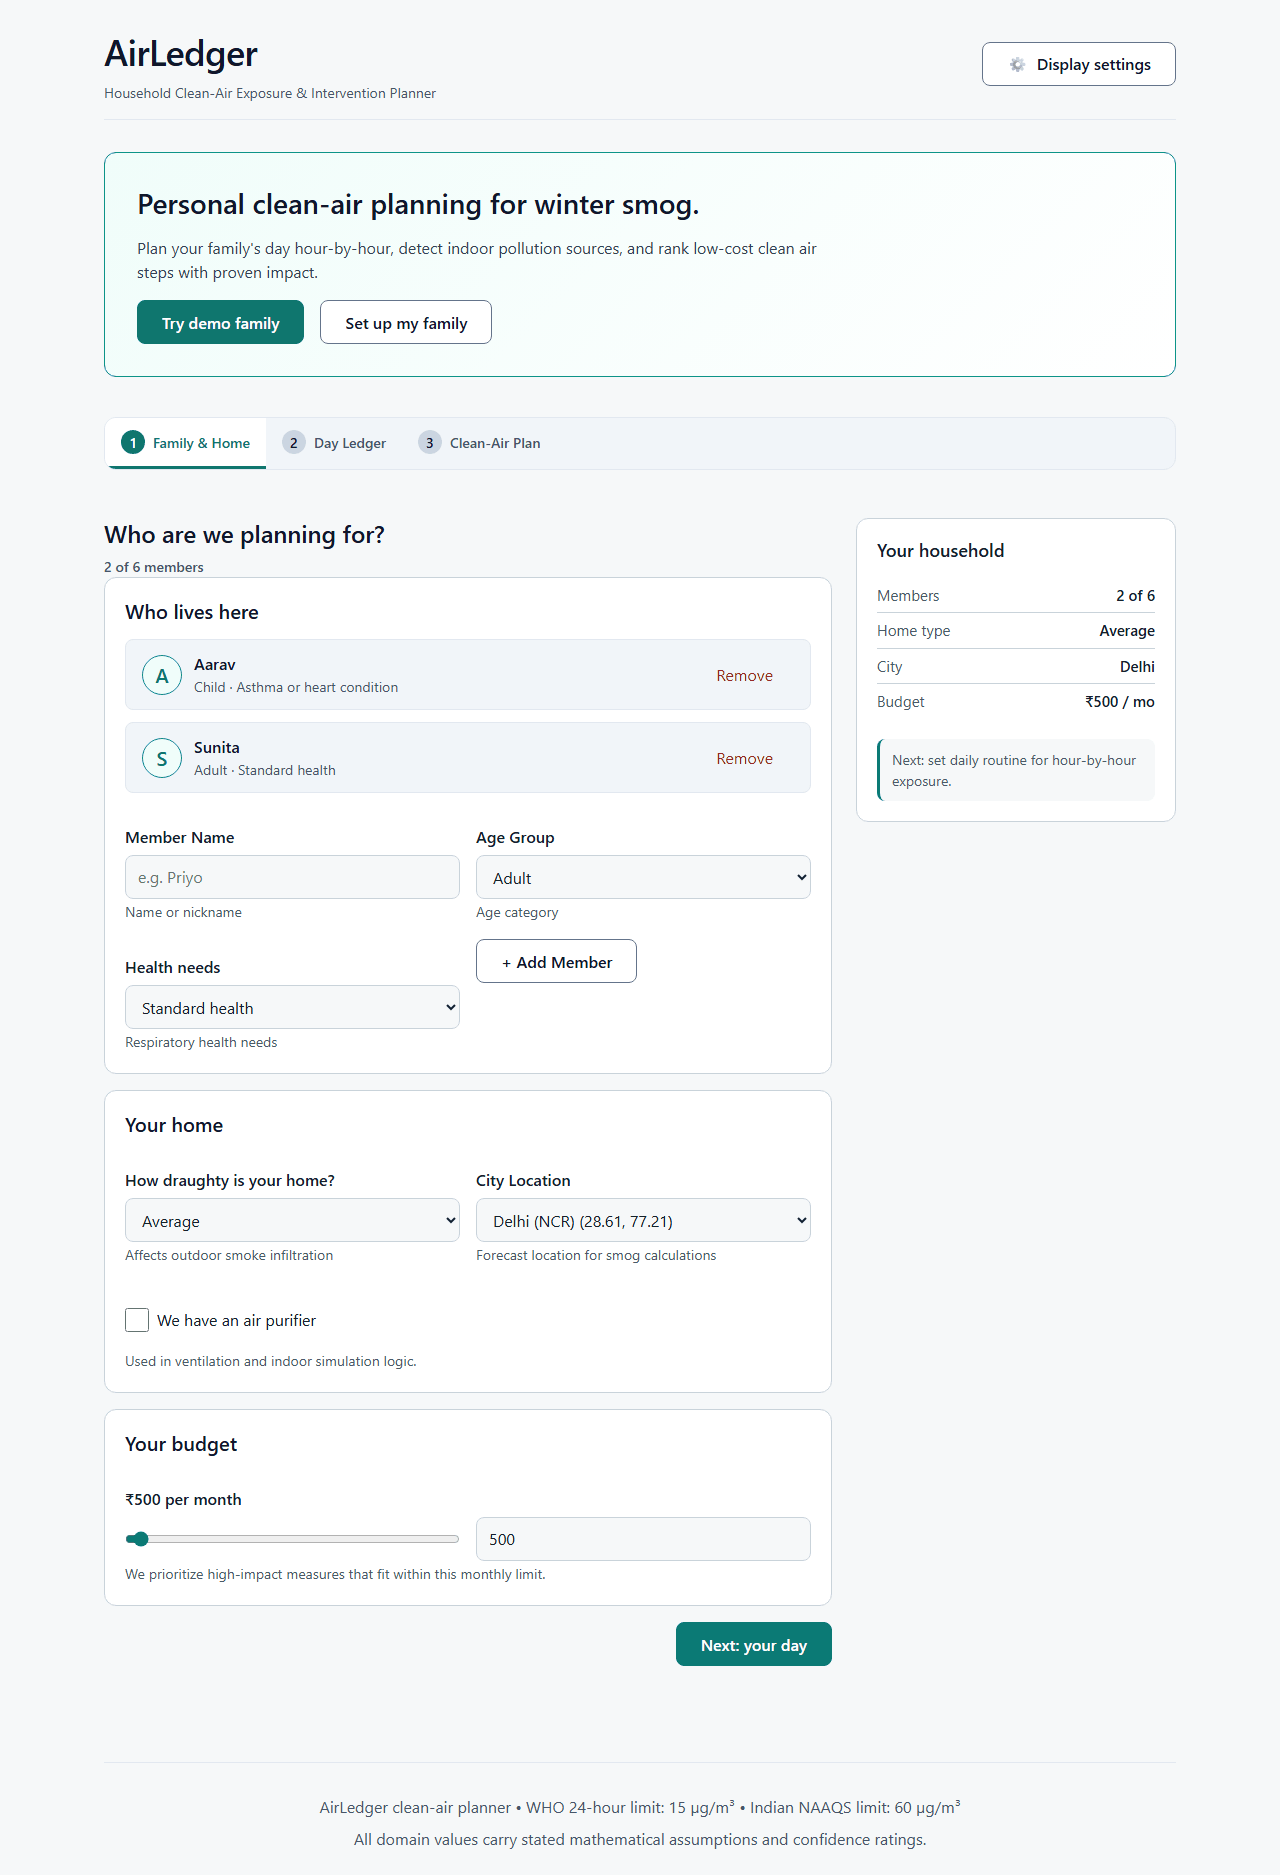 AirLedger
Household Clean-Air Exposure & Intervention Planner
Display settings
Personal clean-air planning for winter smog.
Plan your family's day hour-by-hour, detect indoor pollution sources, and rank low-cost clean air
steps with proven impact.
Try demo family
Set up my family
1 Family & Home
2 Day Ledger
3 Clean-Air Plan
Who are we planning for?
2 of 6 members
Who lives here
A
Aarav
Child · Asthma or heart condition
Remove
S
Sunita
Adult · Standard health
Remove
Member Name
e.g. Priyo
Name or nickname
Age Group
Adult
Age category
Health needs
Standard health
Respiratory health needs
+ Add Member
Your home
How draughty is your home?
Average
Affects outdoor smoke infiltration
City Location
Delhi (NCR) (28.61, 77.21)
Forecast location for smog calculations
We have an air purifier
Used in ventilation and indoor simulation logic.
Your budget
₹500 per month
500
We prioritize high-impact measures that fit within this monthly limit.
Next: your day
Your household
Members 2 of 6
Home type Average
City Delhi
Budget ₹500 / mo
Next: set daily routine for hour-by-hour
exposure.
AirLedger clean-air planner • WHO 24-hour limit: 15 µg/m³ • Indian NAAQS limit: 60 µg/m³
All domain values carry stated mathematical assumptions and confidence ratings.